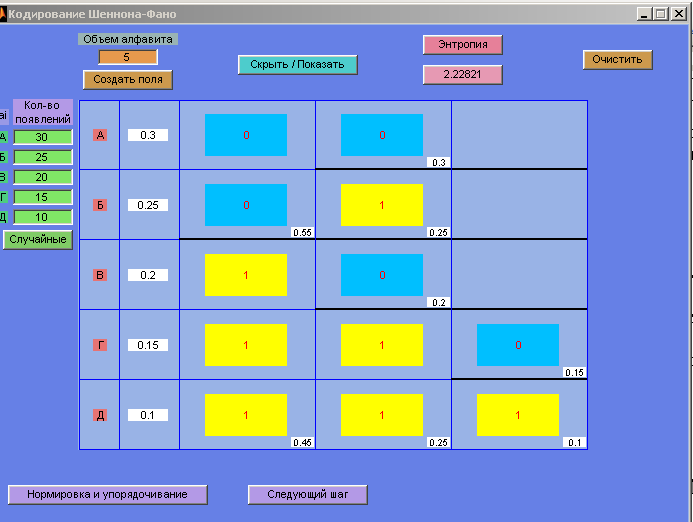 Кодирование Шеннона-Фано
Объем алфавита
5
Создать поля
Скрыть / Показать
Энтропия
2.22821
Очистить
ai
Кол-во
появлений
А 30
Б 25
В 20
Г 15
Д 10
Случайные
А 0.3 0 0
0.3
Б 0.25 0 1
0.55 0.25
В 0.2 1 0
0.2
Г 0.15 1 1 0
0.15
Д 0.1 1 1 1
0.45 0.25 0.1
Нормировка и упорядочивание
Следующий шаг